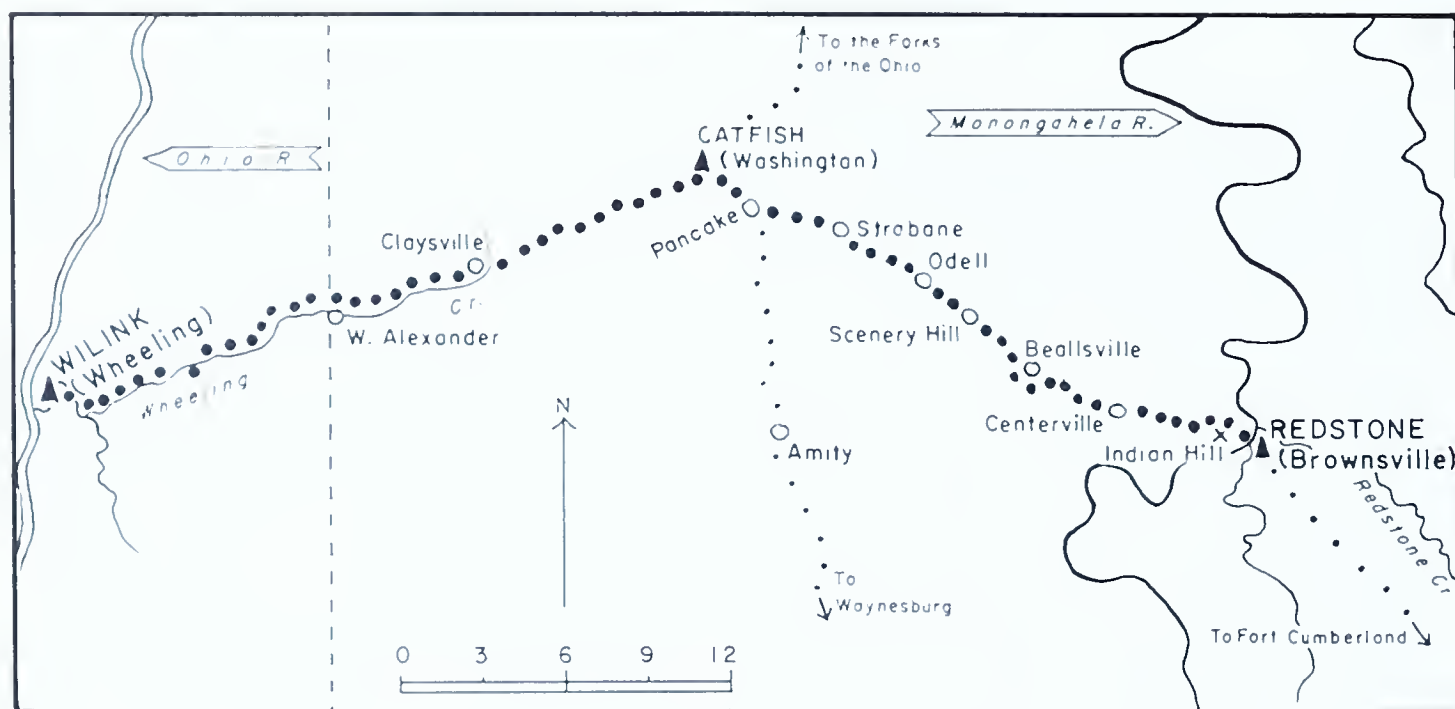 To the Forks
of the Ohio
Ohio R
Monongahela R.
CATFISH
(Washington)
Pancake
Strabane
Claysville
Odell
Cr.
W. Alexander
Scenery Hill
Beallsville
WILINK
(Wheeling)
Wheeling
N
Centerville
Indian Hill
REDSTONE
(Brownsville)
Amity
Redstone Cr
To
Waynesburg
To Fort Cumberland
0 3 6 9 12